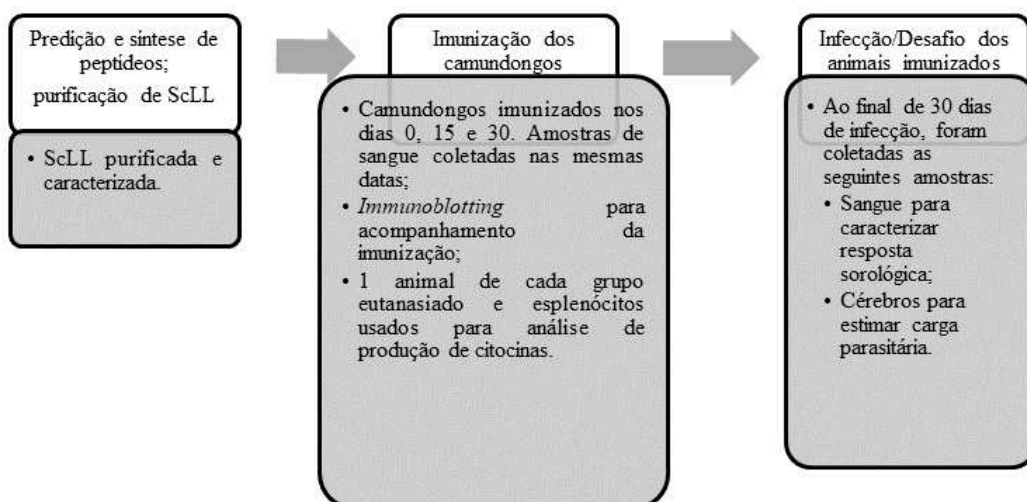 Predição e síntese de
peptídeos;
purificação de ScLL
• ScLL purificada e
caracterizada.
Imunização dos
camundongos
• Camundongos imunizados nos
dias 0, 15 e 30. Amostras de
sangue coletadas nas mesmas
datas;
• Immunoblotting para
acompanhamento da
imunização;
• 1 animal de cada grupo
eutanasiado e esplenócitos
usados para análise de
produção de citocinas.
Infecção/Desafio dos
animais imunizados
• Ao final de 30 dias
de infecção, foram
coletadas as
seguintes amostras:
• Sangue para
caracterizar
resposta
sorológica;
• Cérebros para
estimar carga
parasitária.